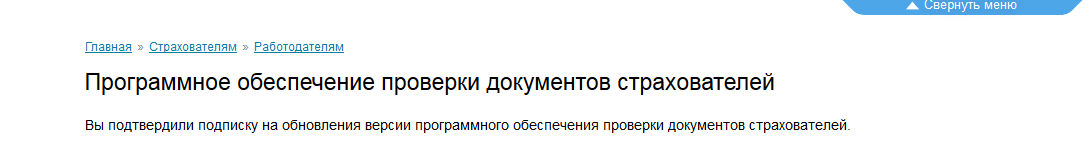 Свернуть меню
Главная » Страхователям » Работодателям
Программное обеспечение проверки документов страхователей
Вы подтвердили подписку на обновления версии программного обеспечения проверки документов страхователей.